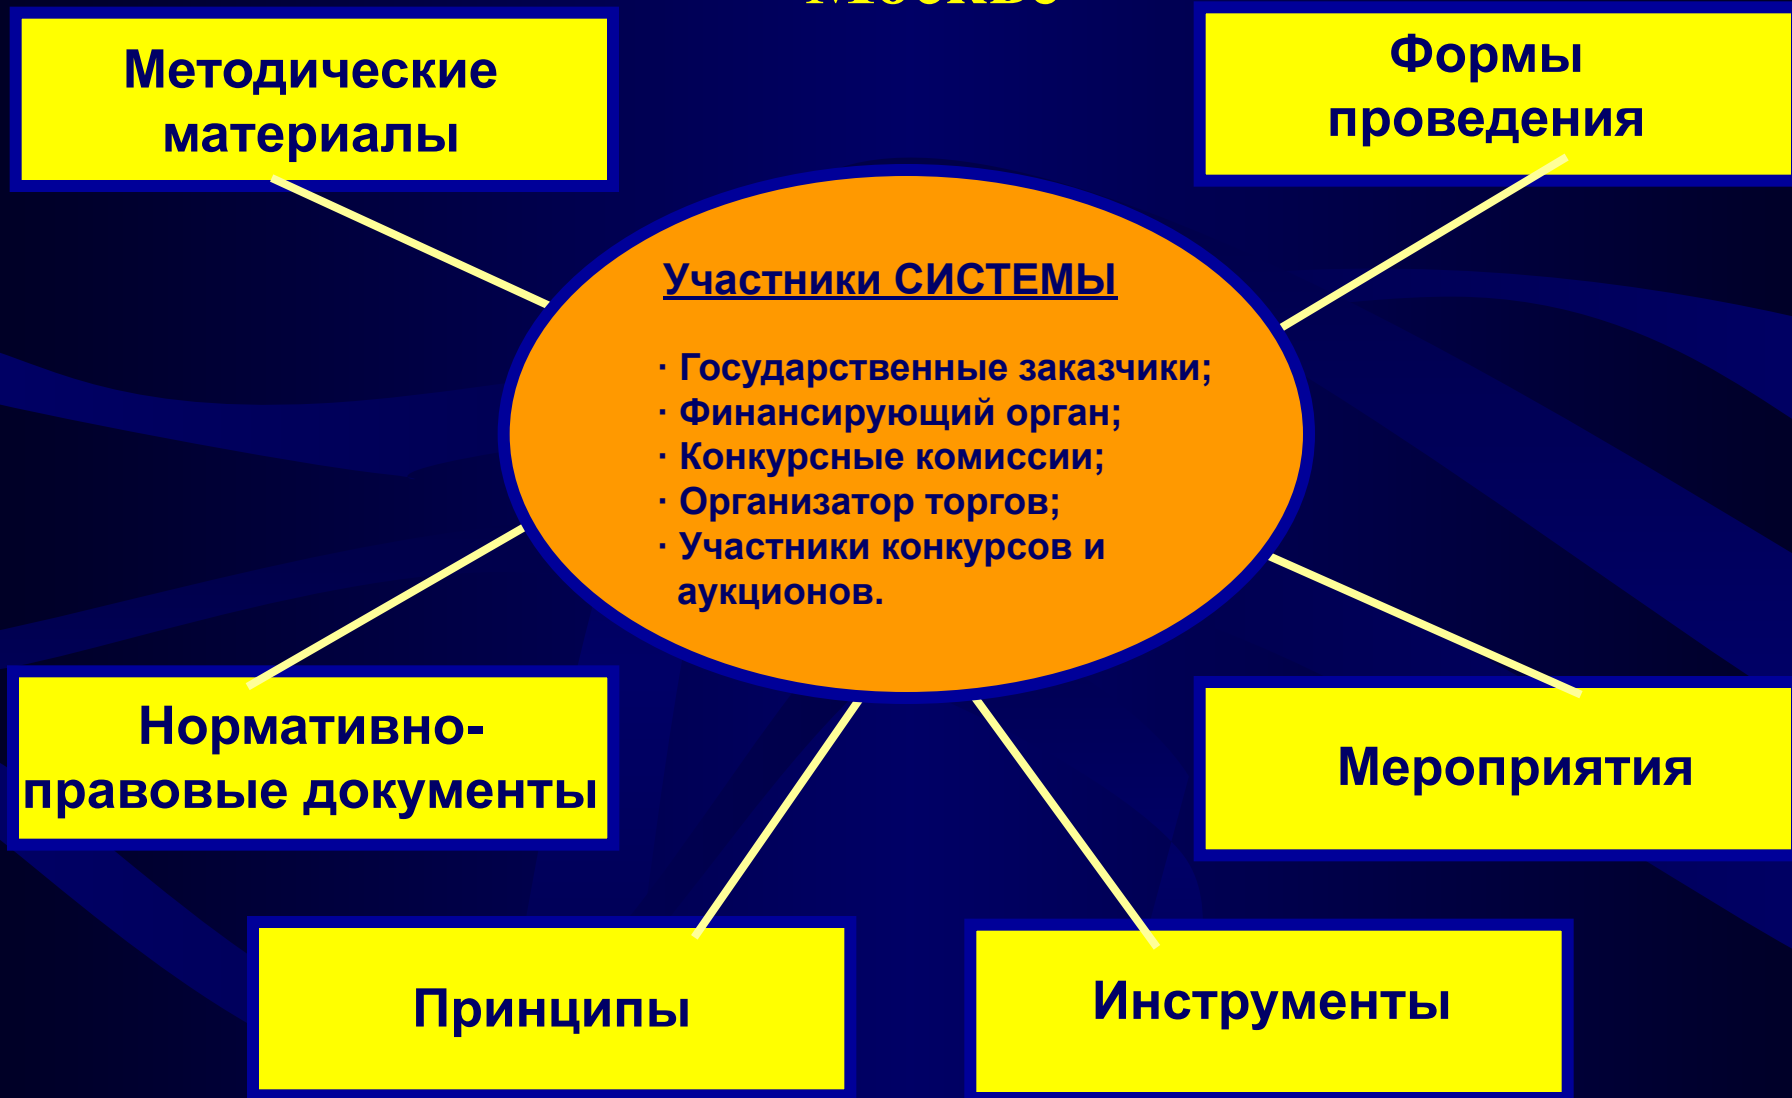 Москве
Методические
материалы
Формы
проведения
Участники СИСТЕМЫ
· Государственные заказчики;
· Финансирующий орган;
· Конкурсные комиссии;
· Организатор торгов;
· Участники конкурсов и
аукционов.
Нормативно-
правовые документы
Мероприятия
Принципы
Инструменты